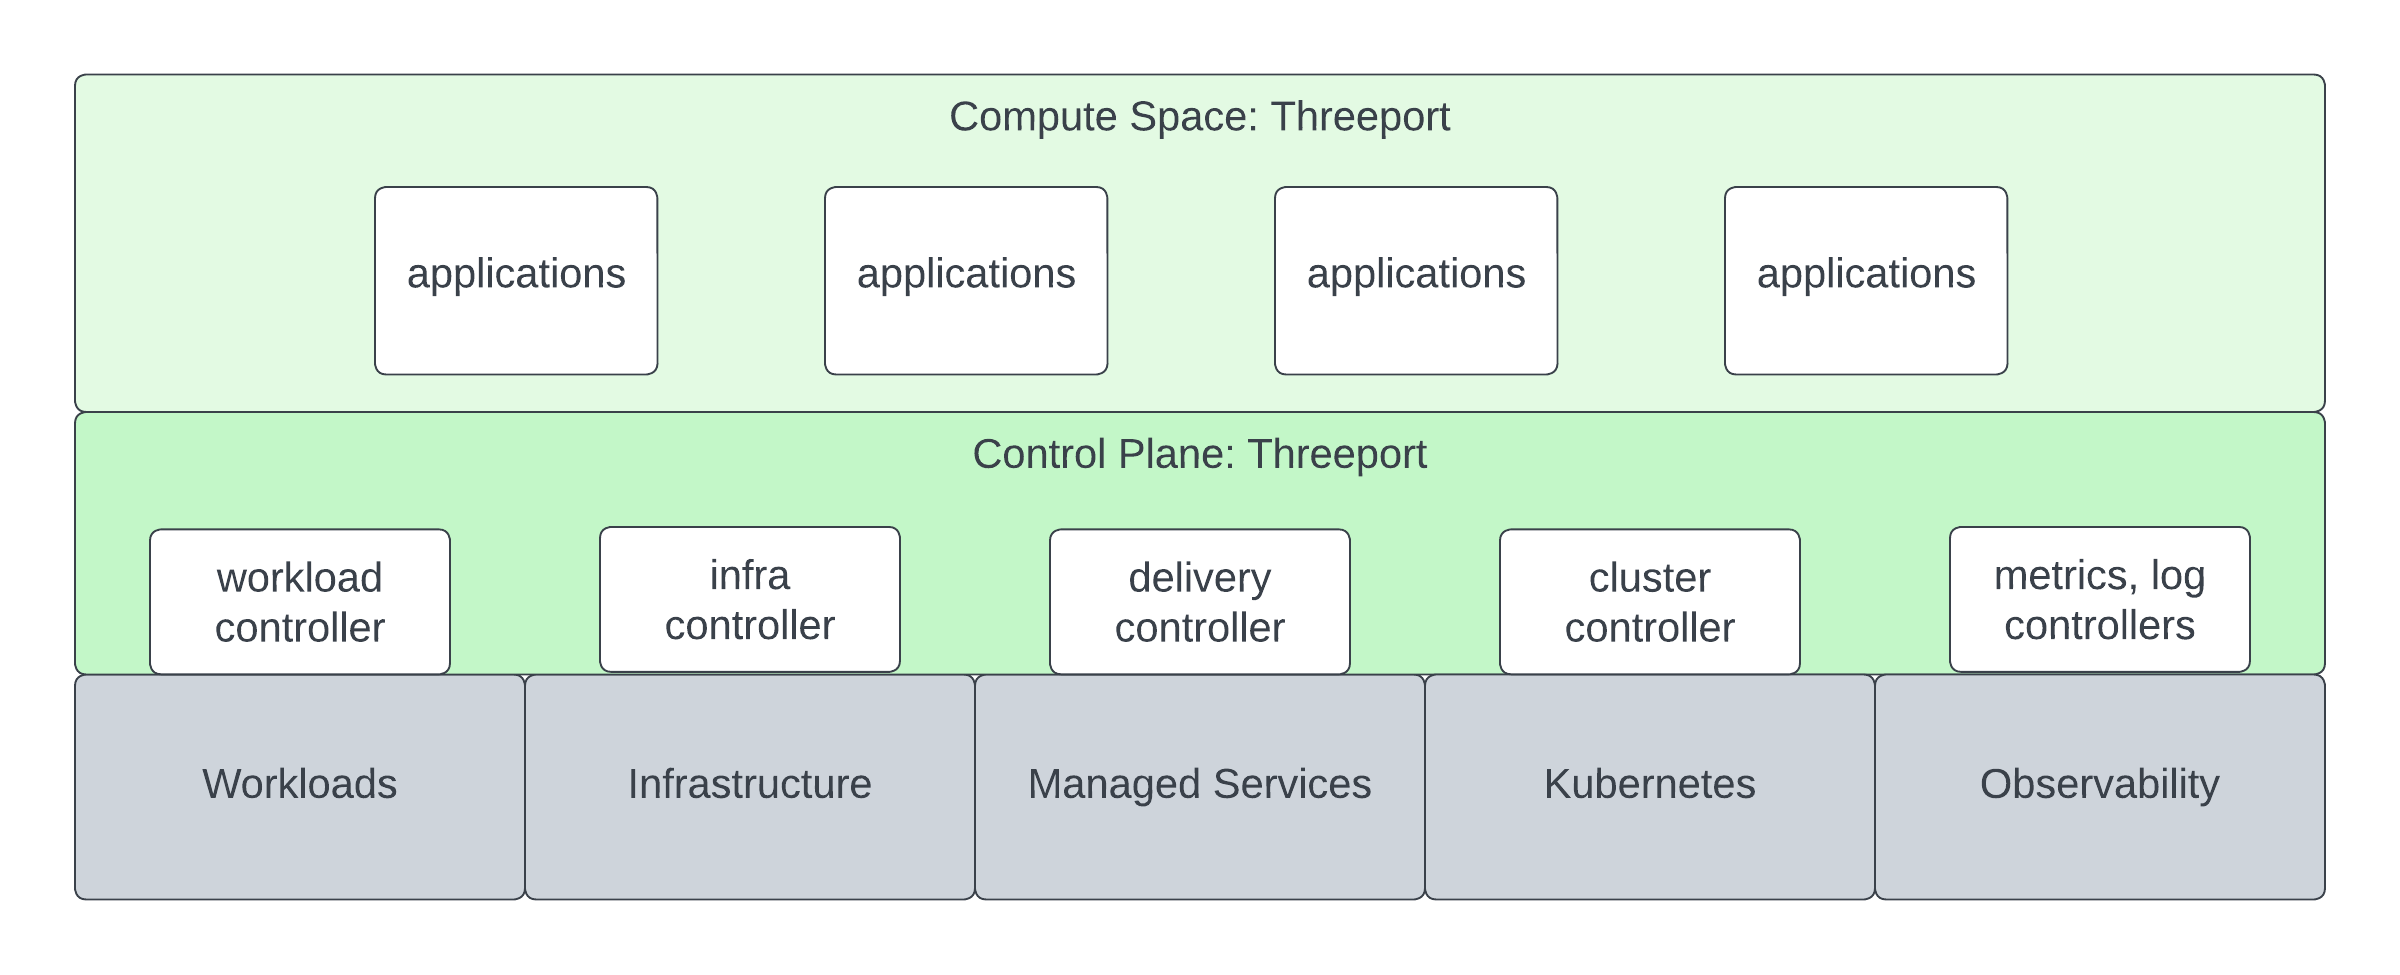 Compute Space: Threeport
applications
applications
applications
applications
Control Plane: Threeport
workload
controller
infra
controller
delivery
controller
cluster
controller
metrics, log
controllers
Workloads
Infrastructure
Managed Services
Kubernetes
Observability